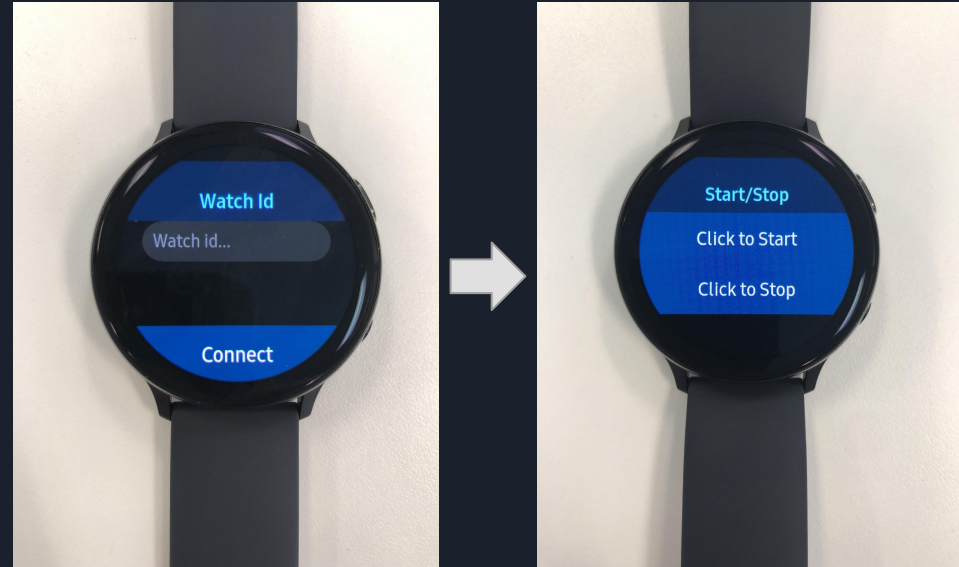 Watch Id
Watch id...
Connect
Start/Stop
Click to Start
Click to Stop